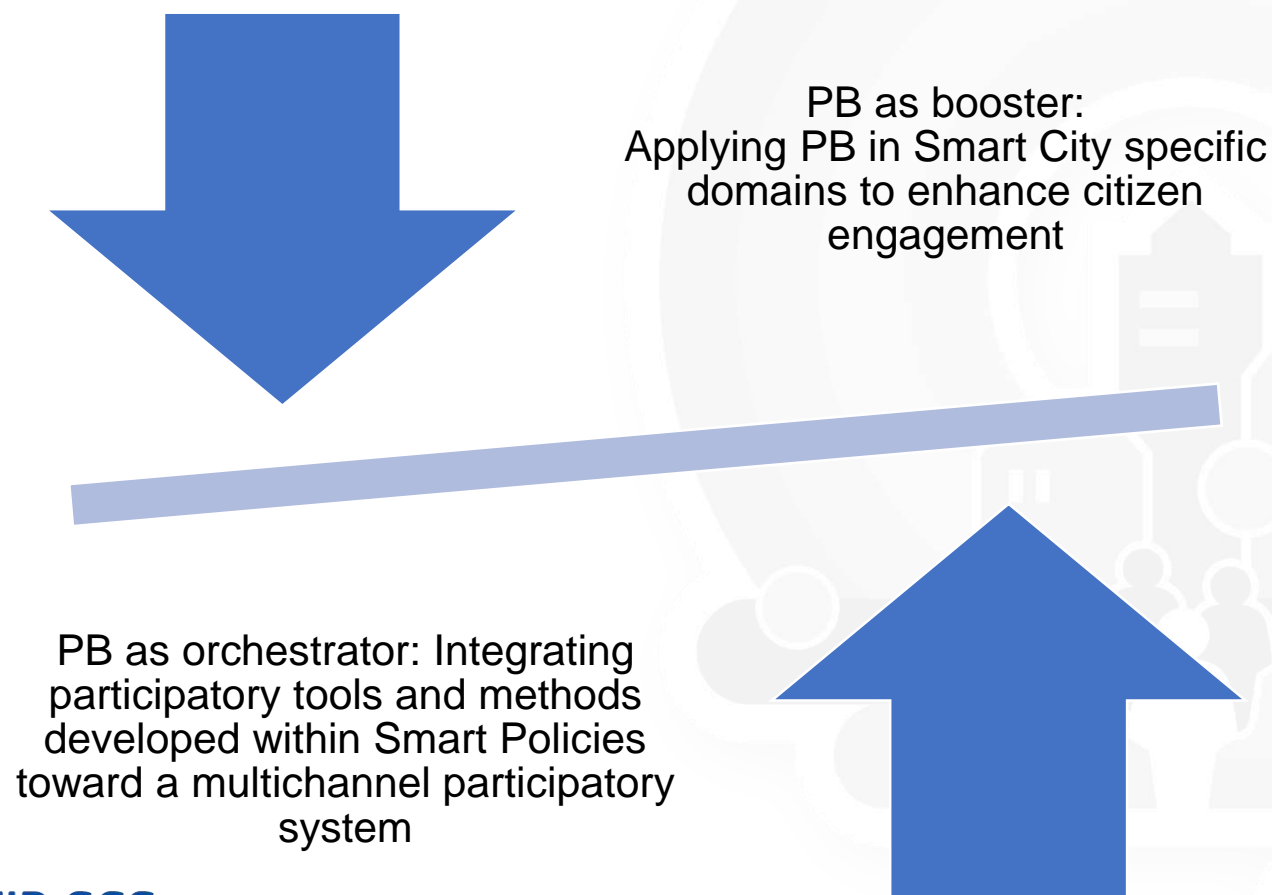 PB as booster:
Applying PB in Smart City specific
domains to enhance citizen
engagement
PB as orchestrator: Integrating
participatory tools and methods
developed within Smart Policies
toward a multichannel participatory
system